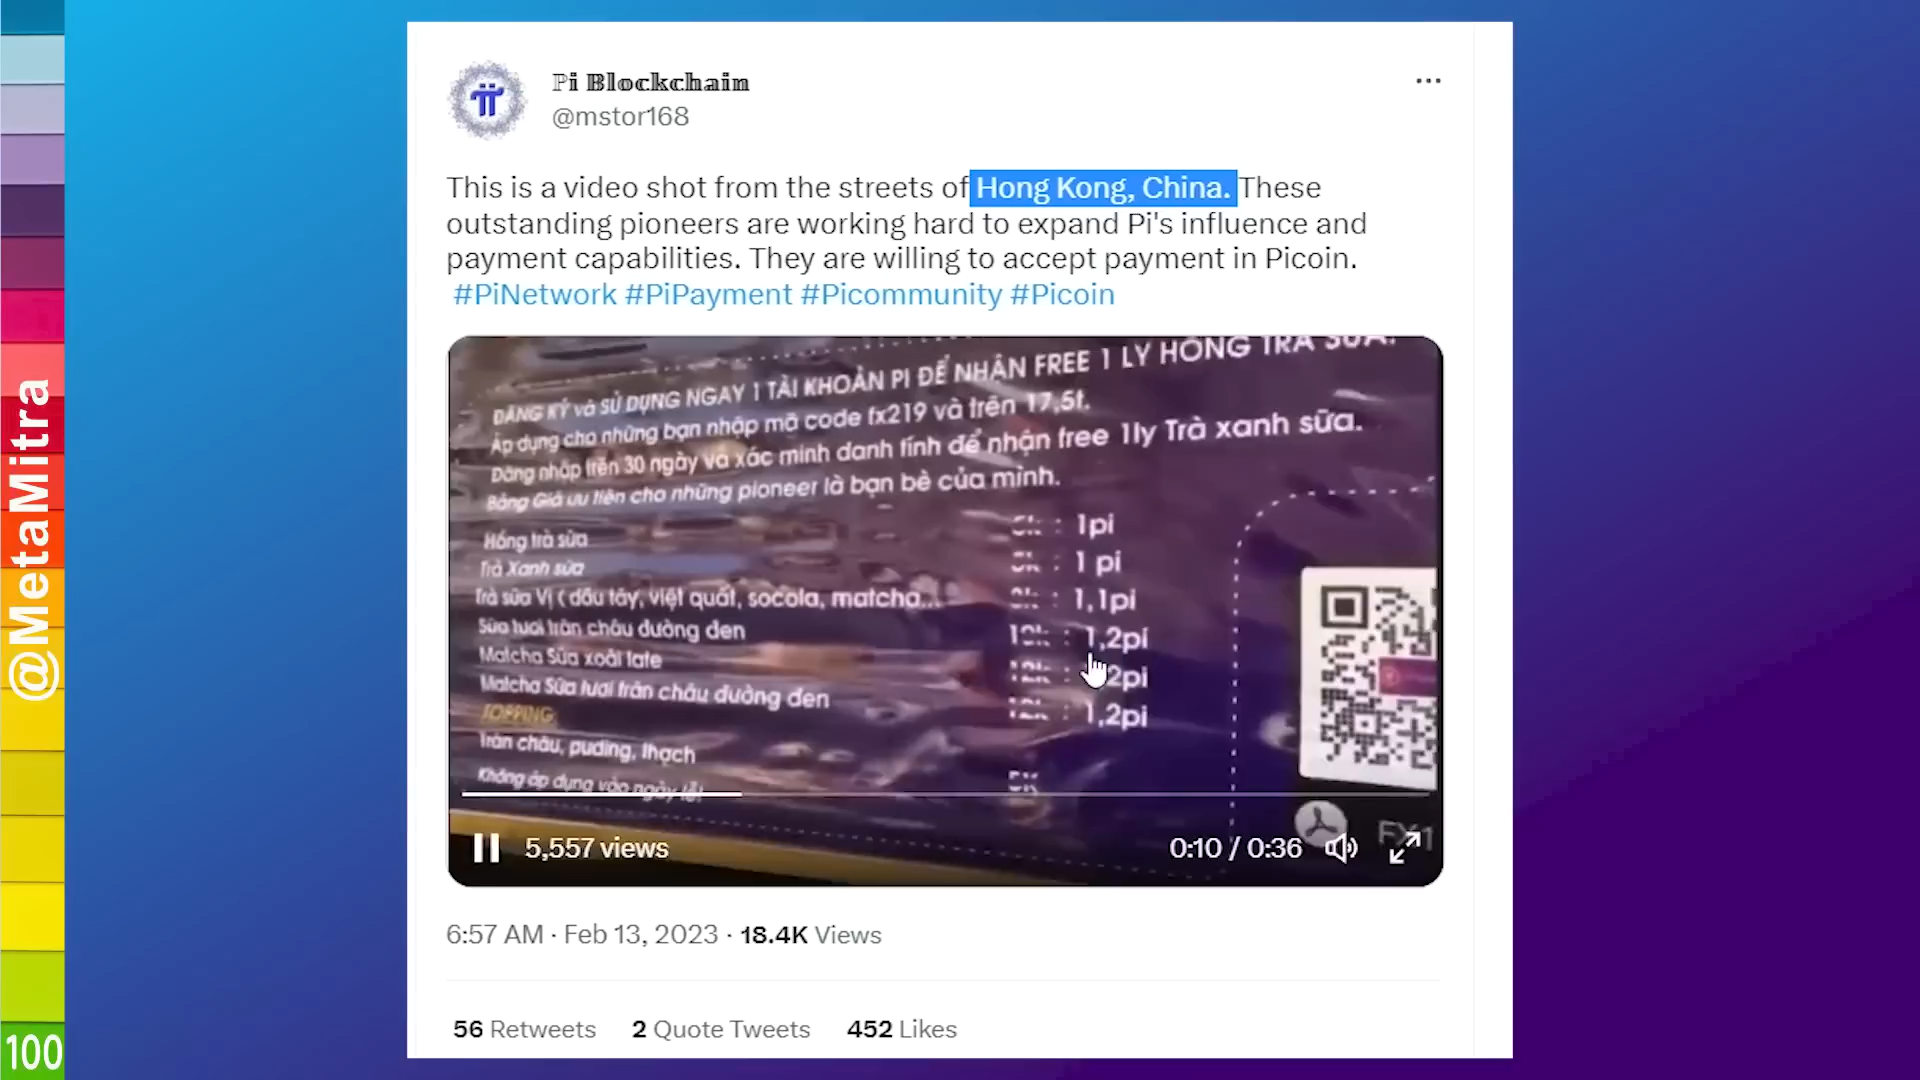 Pi Blockchain
@mstor168
This is a video shot from the streets of Hong Kong, China. These
outstanding pioneers are working hard to expand Pi's influence and
payment capabilities. They are willing to accept payment in Picoin.
#PiNetwork #PiPayment #Picommunity #Picoin
ĐĂNG KÝ và SỬ DỤNG NGAY 1 TÀI KHOẢN PI ĐỂ NHẬN FREE 1 LY HỒNG TRÀ SỮA.
Áp dụng cho những bạn nhập mã code fx219 và trên 17,5t.
Đăng nhập trên 30 ngày và xác minh danh tính để nhận free 1ly Trà xanh sữa.
Bảng Giá ưu tiên cho những pioneer là bạn bè của mình.
Hồng trà sữa : 1pi
Trà Xanh sữa : 1 pi
Trà sữa Vị ( dâu tây, việt quất, socola, matcha... : 1,1pi
Sữa tươi trân châu đường đen : 1,2pi
Matcha Sữa xoài late 2pi
Matcha Sữa tươi trân châu đường đen : 1,2pi
TOPPING:
Trân châu, puding, thạch
Không áp dụng vào ngày lễ!
5,557 views
0:10 / 0:36
6:57 AM · Feb 13, 2023 · 18.4K Views
56 Retweets 2 Quote Tweets 452 Likes
@MetaMitra
100